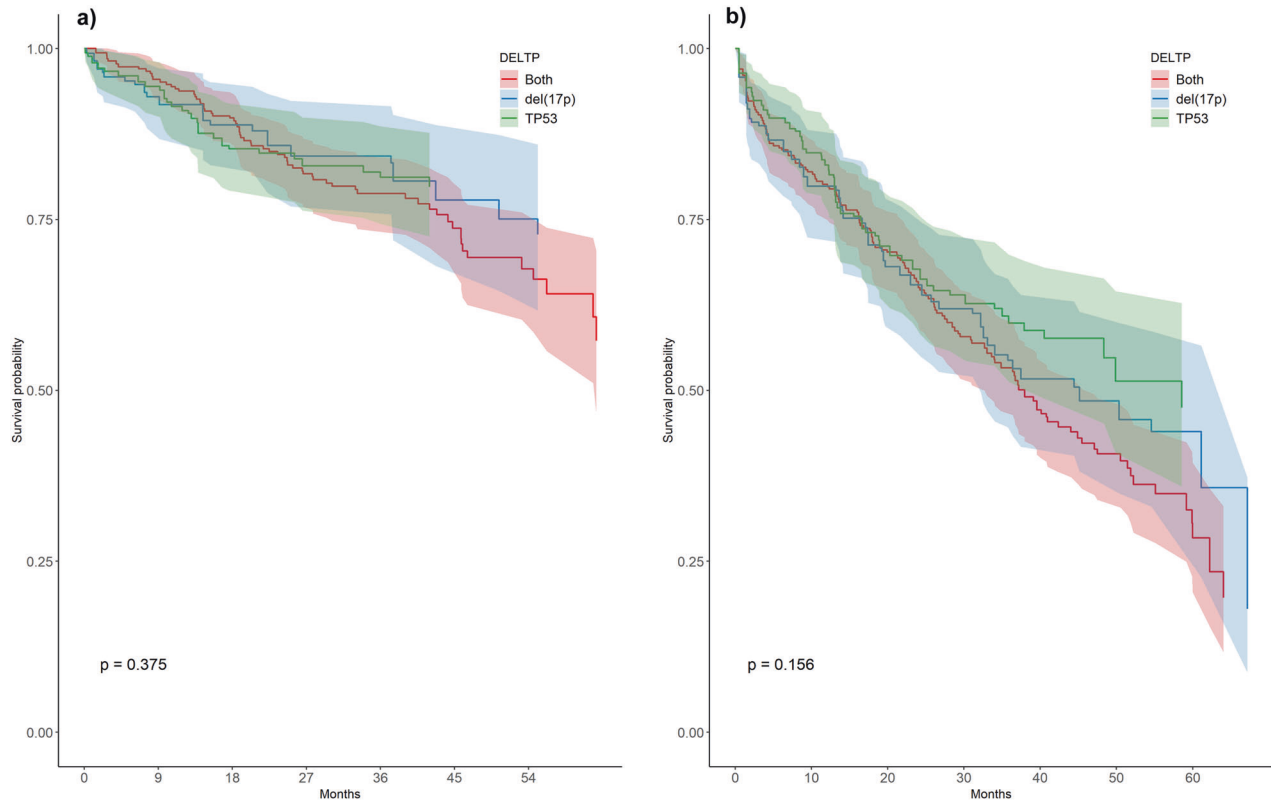 a)
DELTP
Both
del(17p)
TP53
1.00
0.75
0.50
0.25
0.00
Survival probability
p = 0.375
0 9 18 27 36 45 54
Months
b)
DELTP
Both
del(17p)
TP53
1.00
0.75
0.50
0.25
0.00
Survival probability
p = 0.156
0 10 20 30 40 50 60
Months